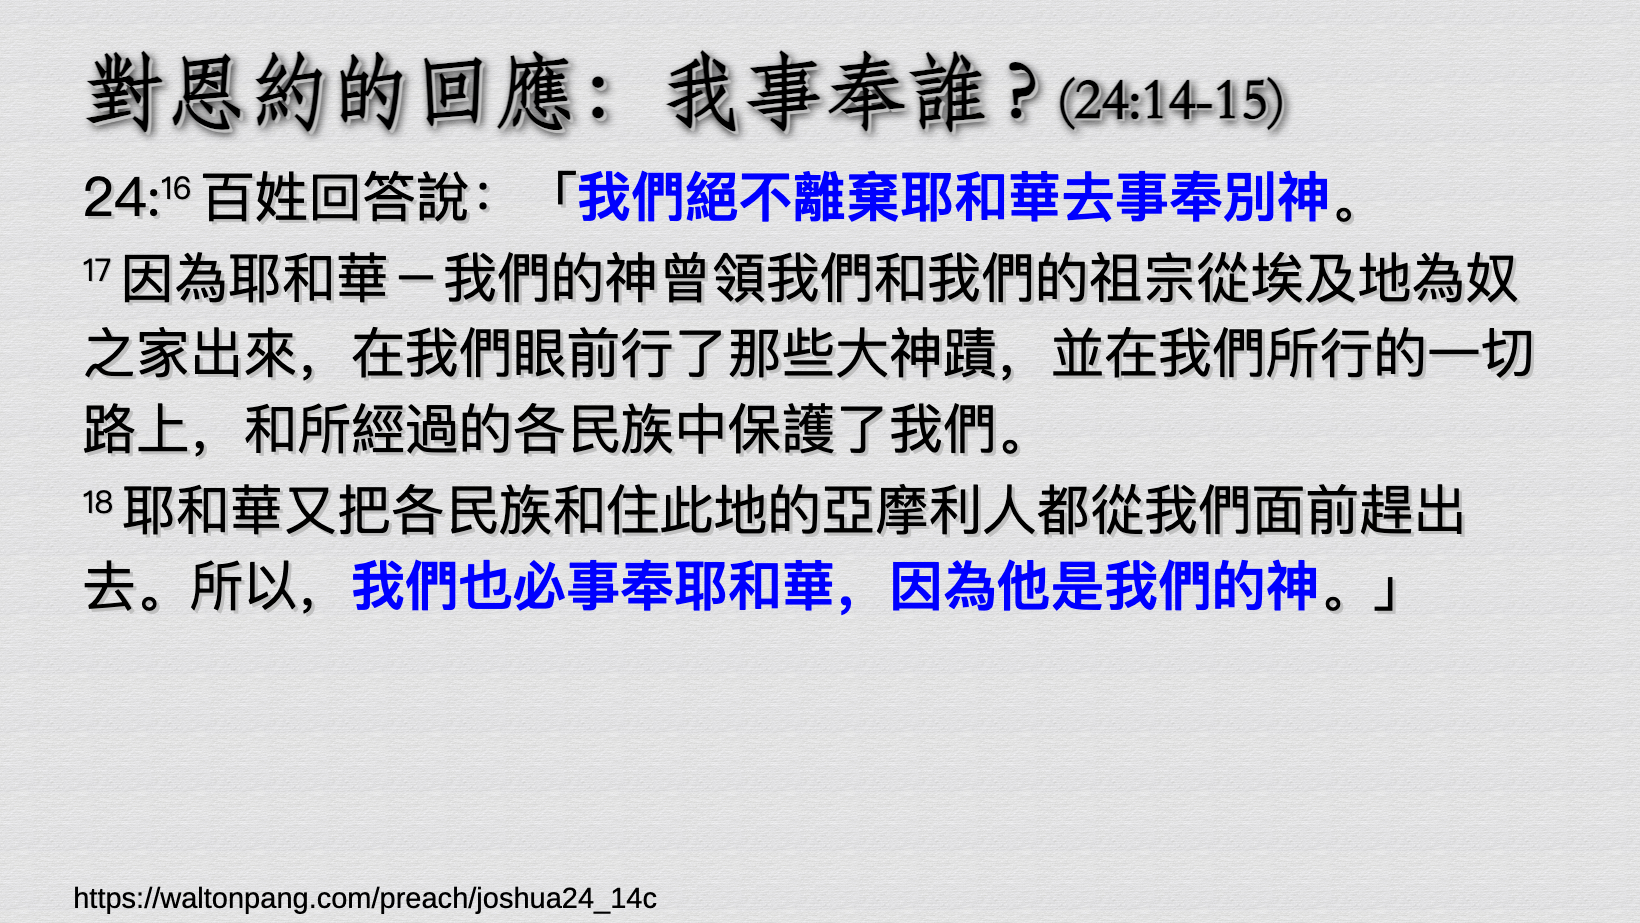 對恩約的回應：我事奉誰？(24:14-15)
24:16 百姓回答說：「我們絕不離棄耶和華去事奉別神。
17 因為耶和華－我們的神曾領我們和我們的祖宗從埃及地為奴
之家出來，在我們眼前行了那些大神蹟，並在我們所行的一切
路上，和所經過的各民族中保護了我們。
18 耶和華又把各民族和住此地的亞摩利人都從我們面前趕出
去。所以，我們也必事奉耶和華，因為他是我們的神。」
https://waltonpang.com/preach/joshua24_14c